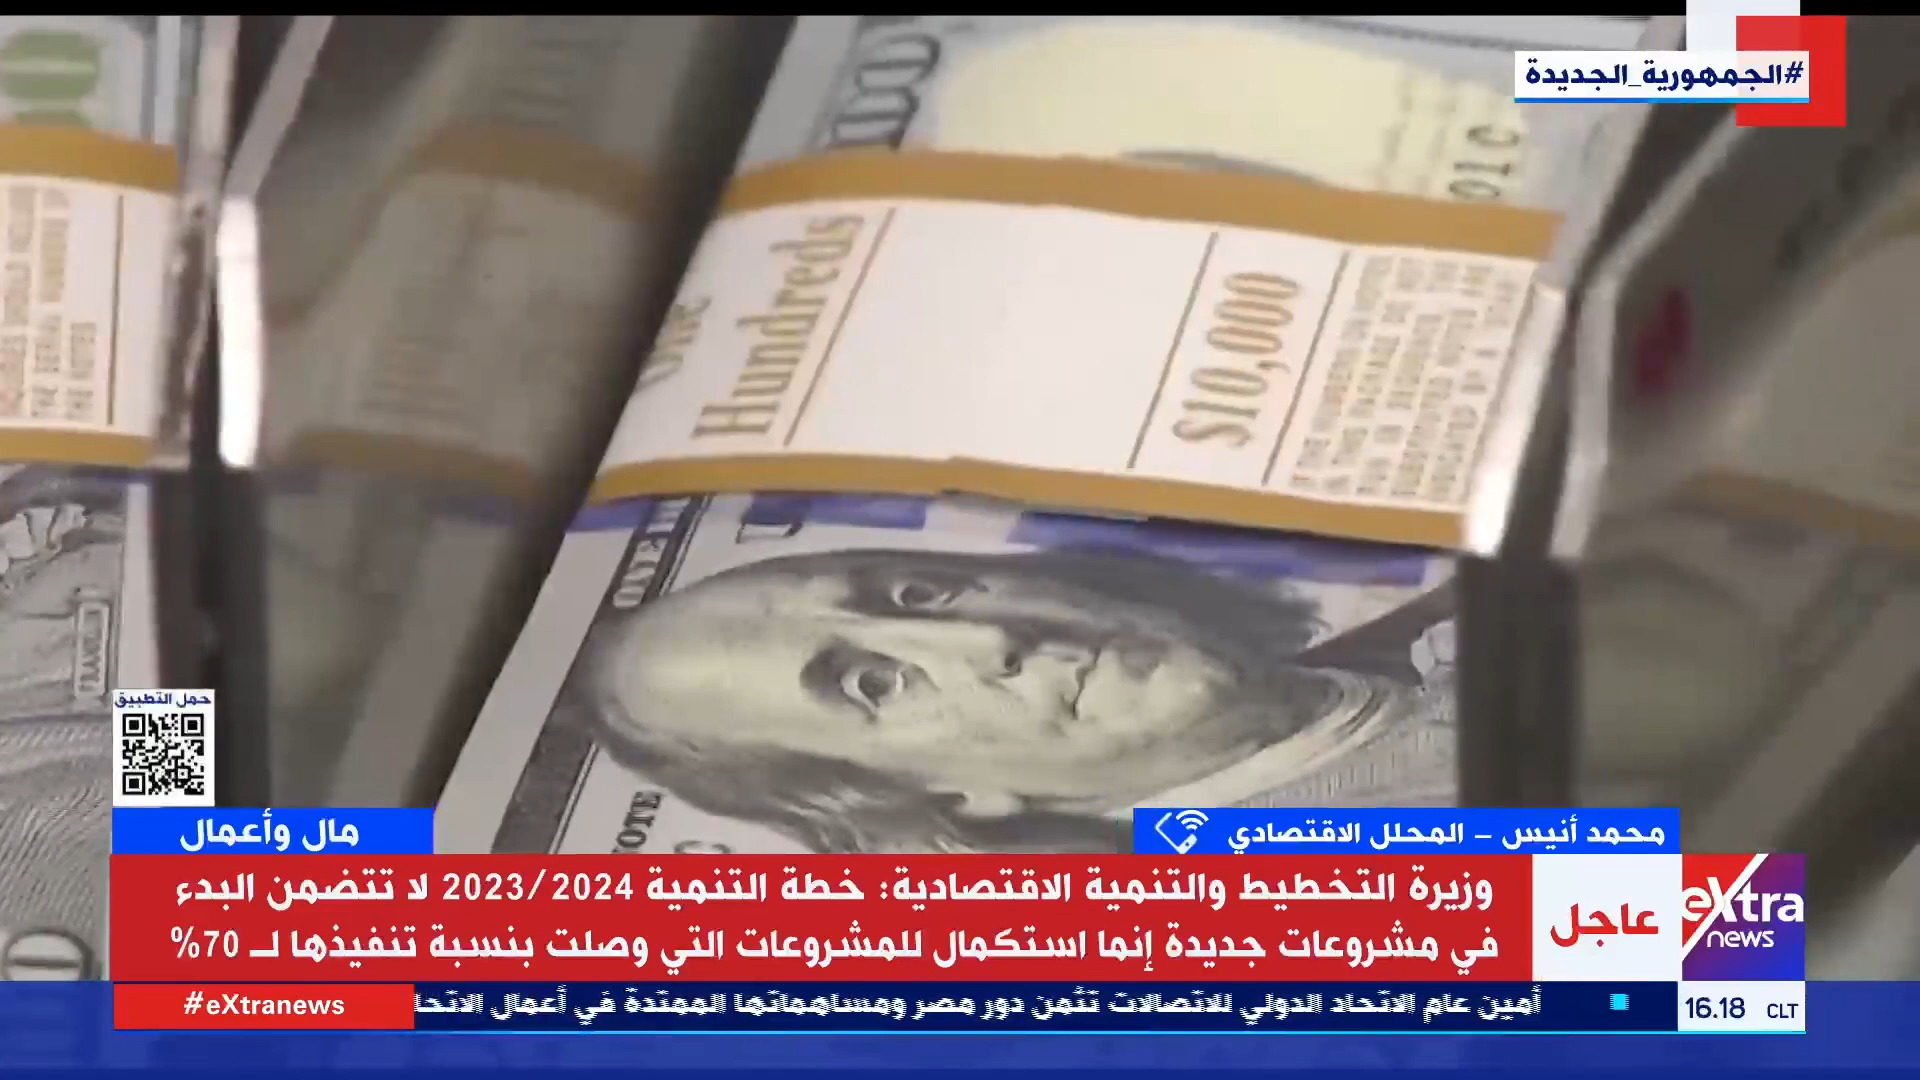 #الجمهورية_الجديدة
Hundreds
$10,000
حمل التطبيق
مال وأعمال
محمد أنيس – المحلل الاقتصادي
عاجل
وزيرة التخطيط والتنمية الاقتصادية: خطة التنمية 2023/2024 لا تتضمن البدء
في مشروعات جديدة إنما استكمال للمشروعات التي وصلت بنسبة تنفيذها لـ 70%
eXtra
news
#eXtranews
أمين عام الاتحاد الدولي للاتصالات تثمن دور مصر ومساهماتها الممتدة في أعمال
16.18 CLT